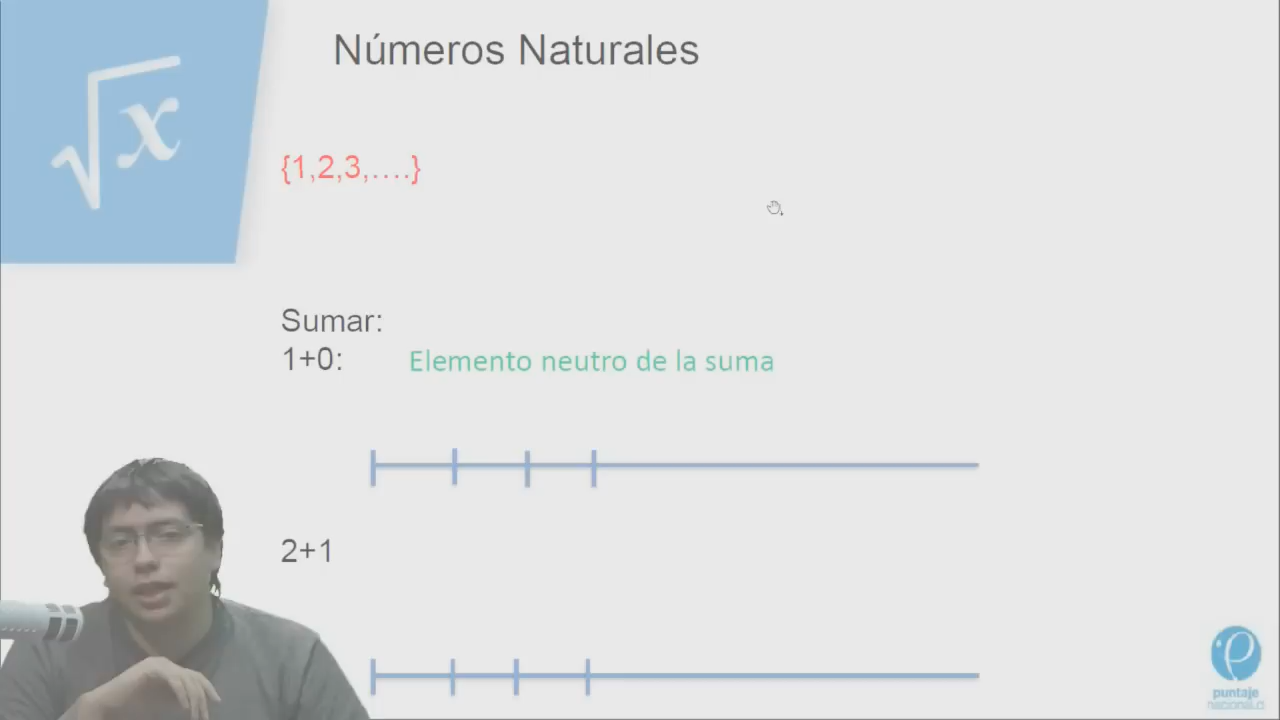 √x
Números Naturales
{1,2,3,....}
Sumar:
1+0:
Elemento neutro de la suma
2+1
puntaje
nacional.cl